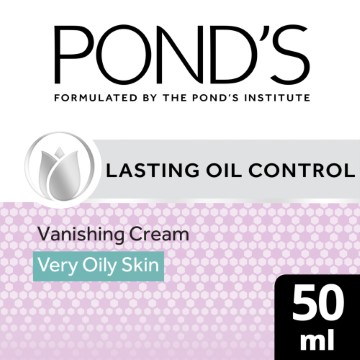 POND'S
FORMULATED BY THE POND'S INSTITUTE
LASTING OIL CONTROL
Vanishing Cream
Very Oily Skin
50
ml